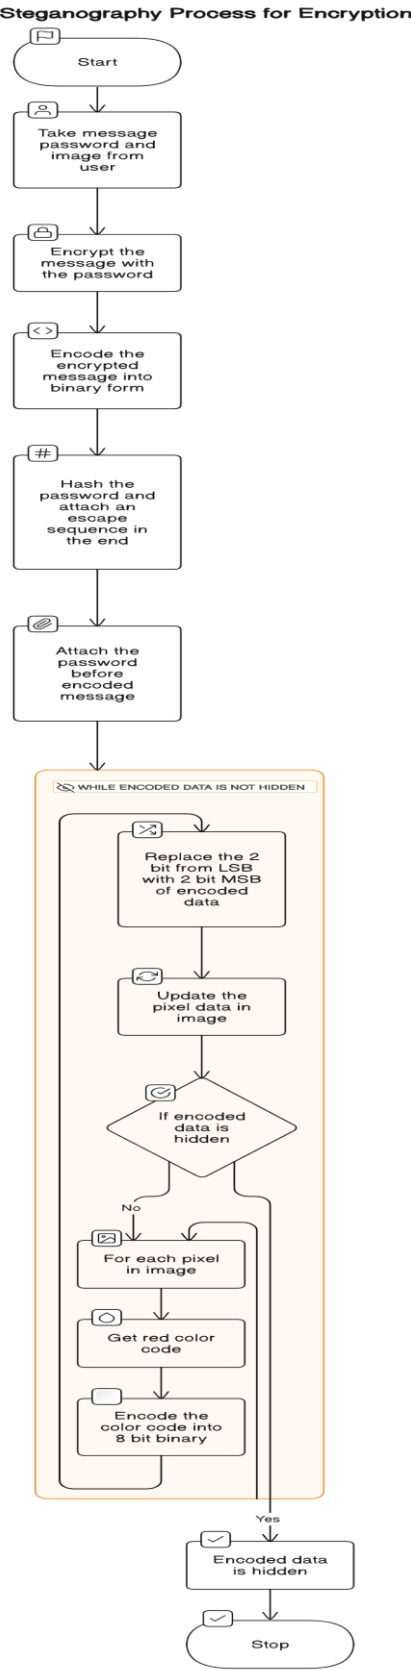 Steganography Process for Encryption
Start
Take message
password and
image from
user
Encrypt the
message with
the password
Encode the
encrypted
message into
binary form
Hash the
password and
attach an
escape
sequence in
the end
Attach the
password
before
encoded
message
WHILE ENCODED DATA IS NOT HIDDEN
Replace the 2
bit from LSB
with 2 bit MSB
of encoded
data
Update the
pixel data in
image
If encoded
data is
hidden
No
For each pixel
in image
Get red color
code
Encode the
color code into
8 bit binary
Yes
Encoded data
is hidden
Stop